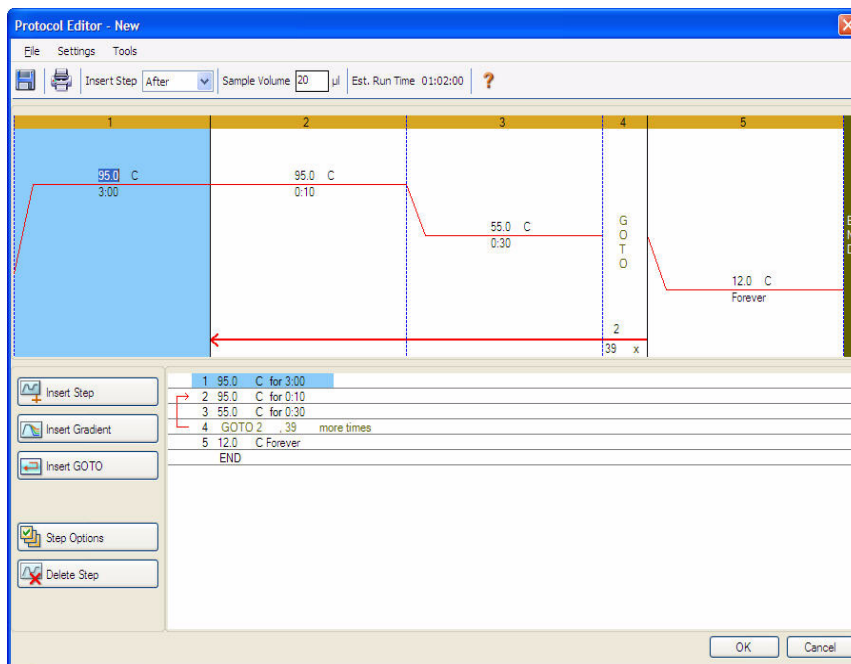 Protocol Editor - New
File Settings Tools
Insert Step After Sample Volume 20 µl Est. Run Time 01:02:00 ?
1 2 3 4 5
95.0 C
3:00
95.0 C
0:10
55.0 C
0:30
GOTO
2
39 x
12.0 C
Forever
Insert Step
Insert Gradient
Insert GOTO
Step Options
Delete Step
1 95.0 C for 3:00
2 95.0 C for 0:10
3 55.0 C for 0:30
4 GOTO 2 , 39 more times
5 12.0 C Forever
END
OK Cancel